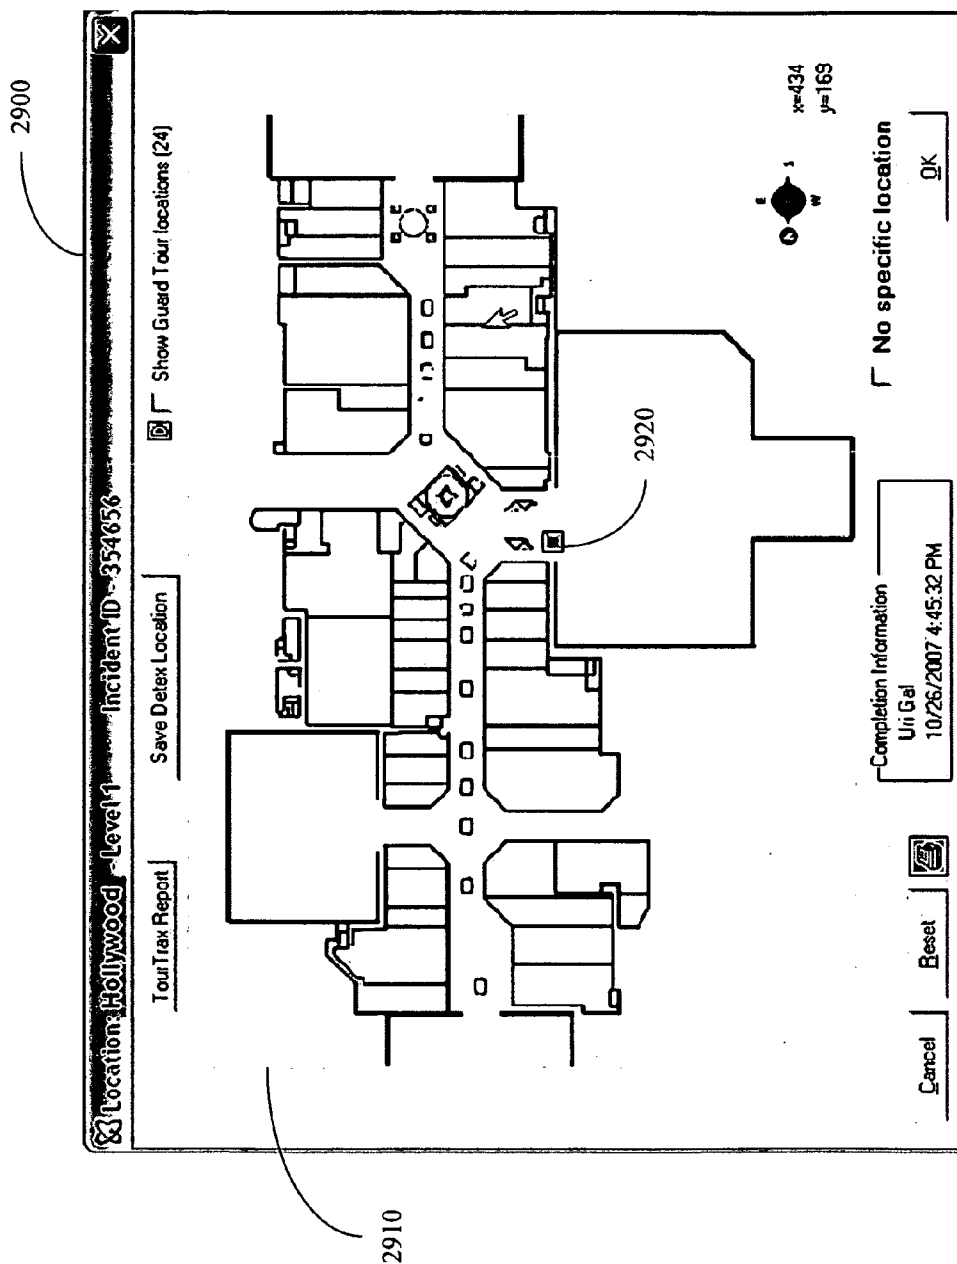 2900
Location: Hollywood - Level 1 Incident ID - 354656
TourTrax Report
Save Detex Location
D
Show Guard Tour locations (24)
2910
2920
E
S
W
N
x=434
y=169
Completion Information
Uri Gal
10/26/2007 4:45:32 PM
No specific location
Cancel
Reset
OK